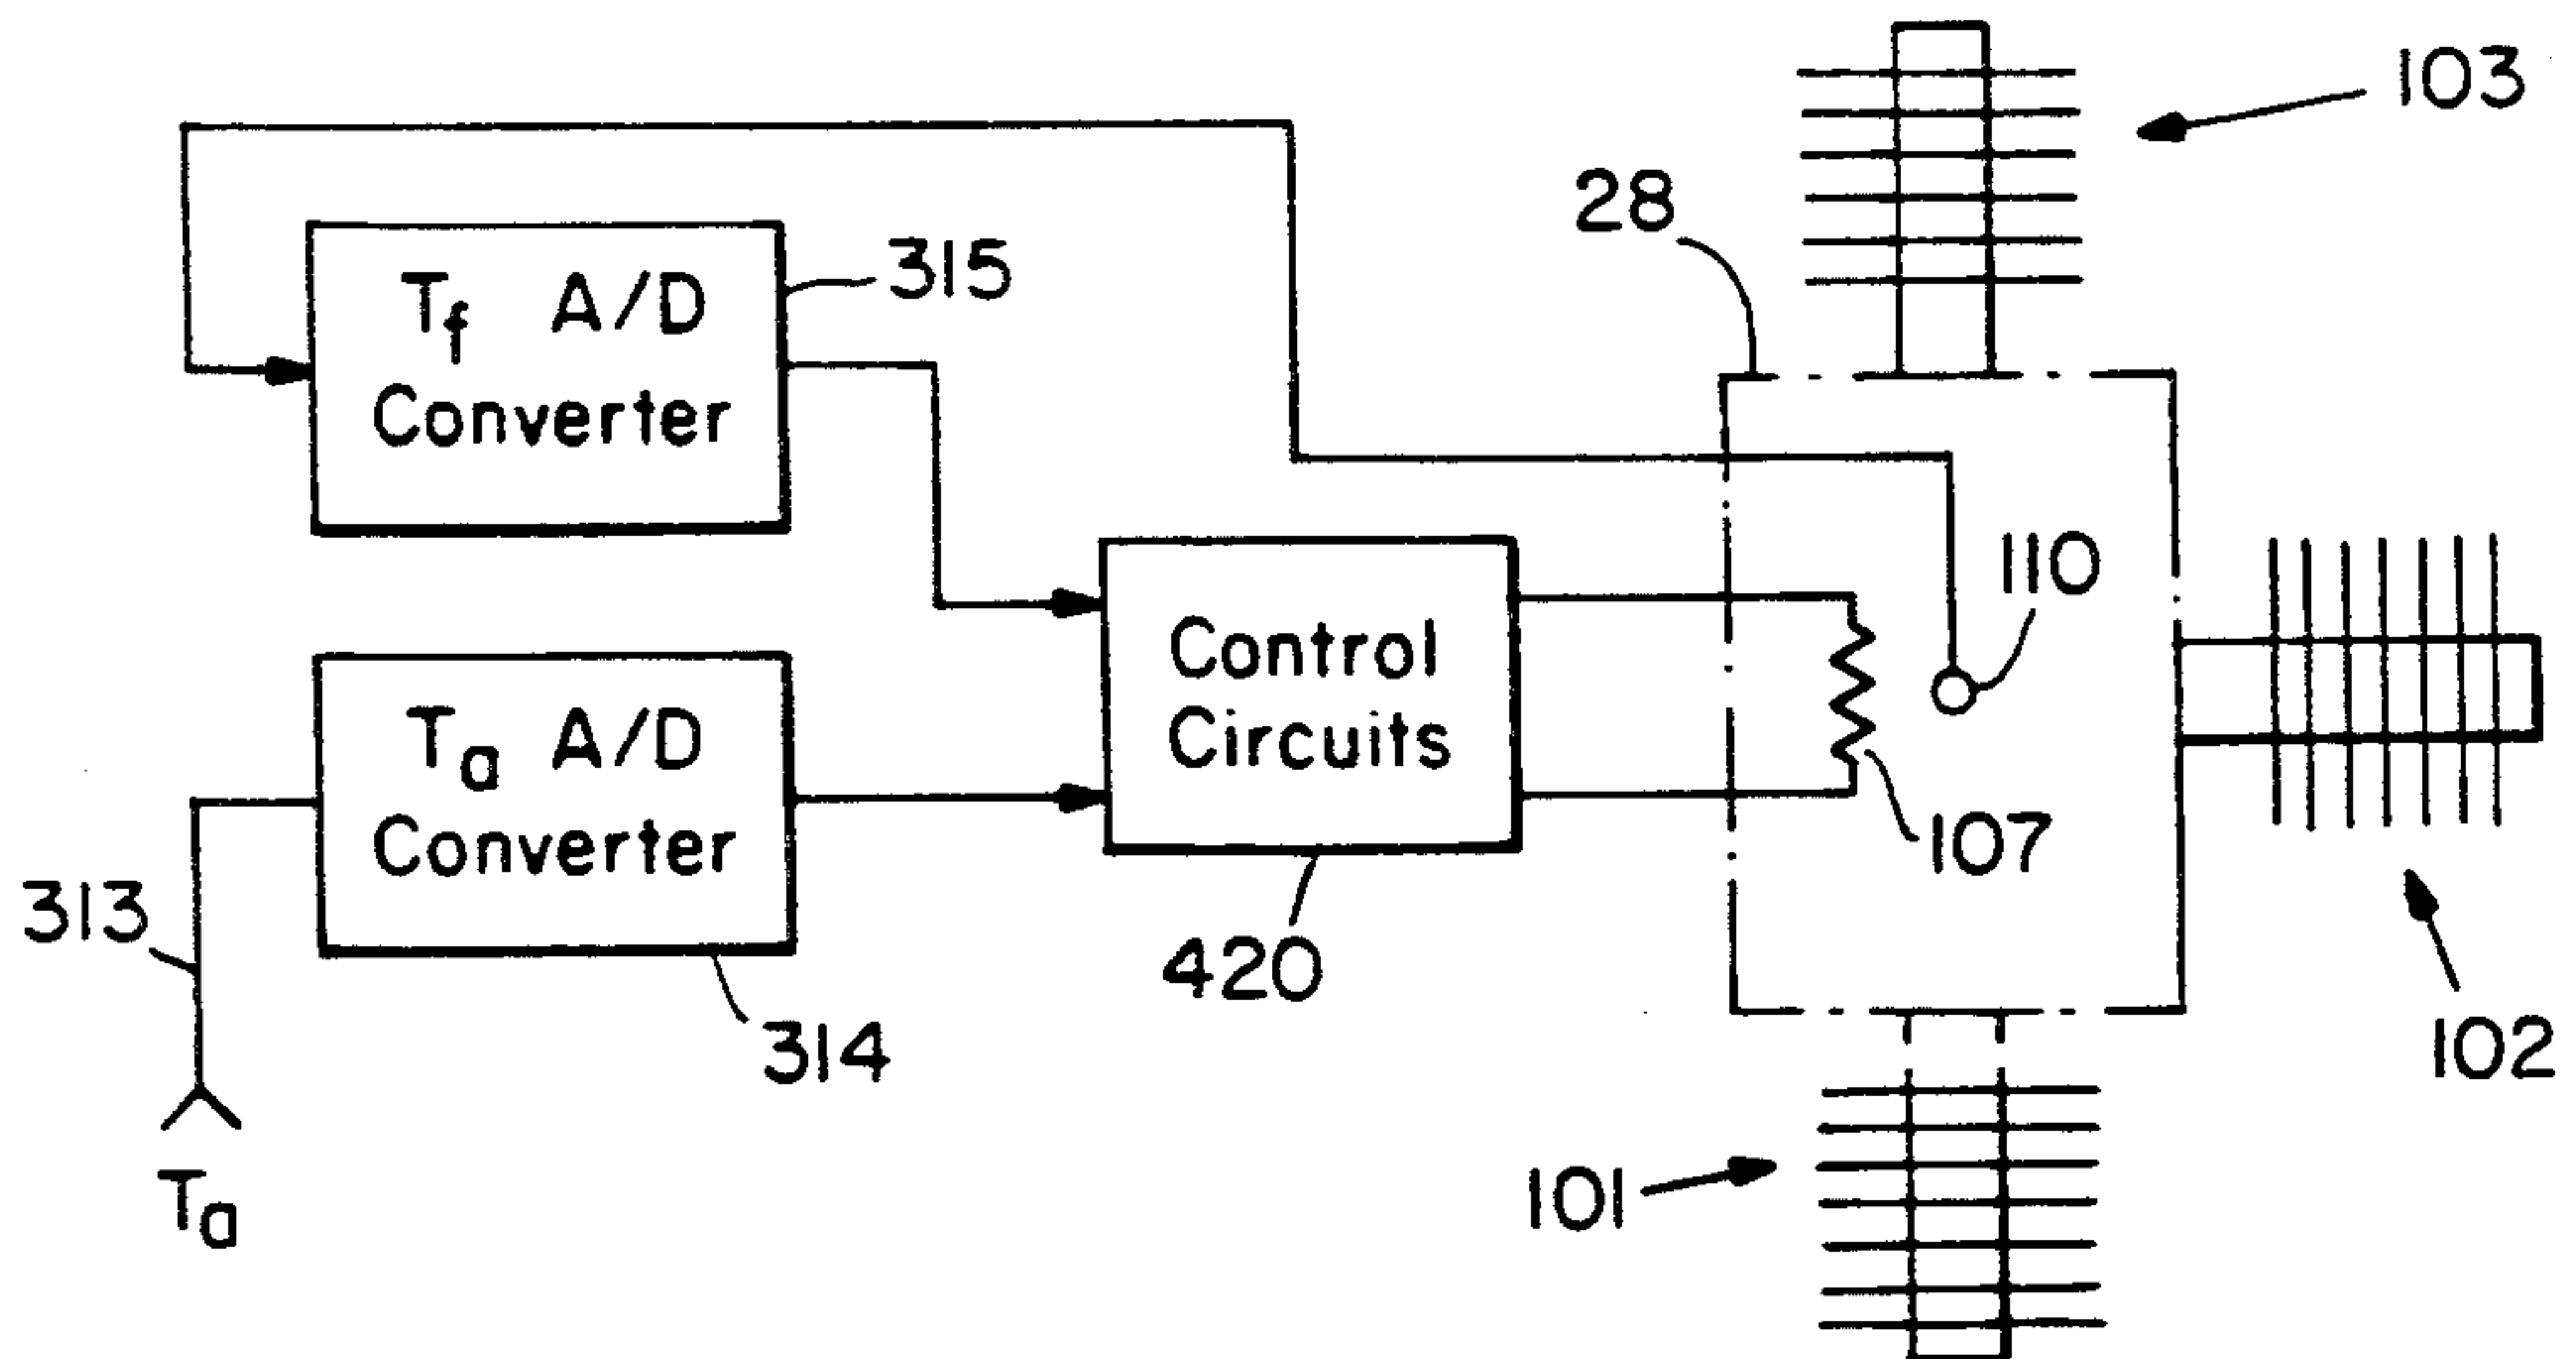 103
28
315
Tf A/D
Converter
110
Control
Circuits
Ta A/D
Converter
107
313
420
314
102
101
Ta